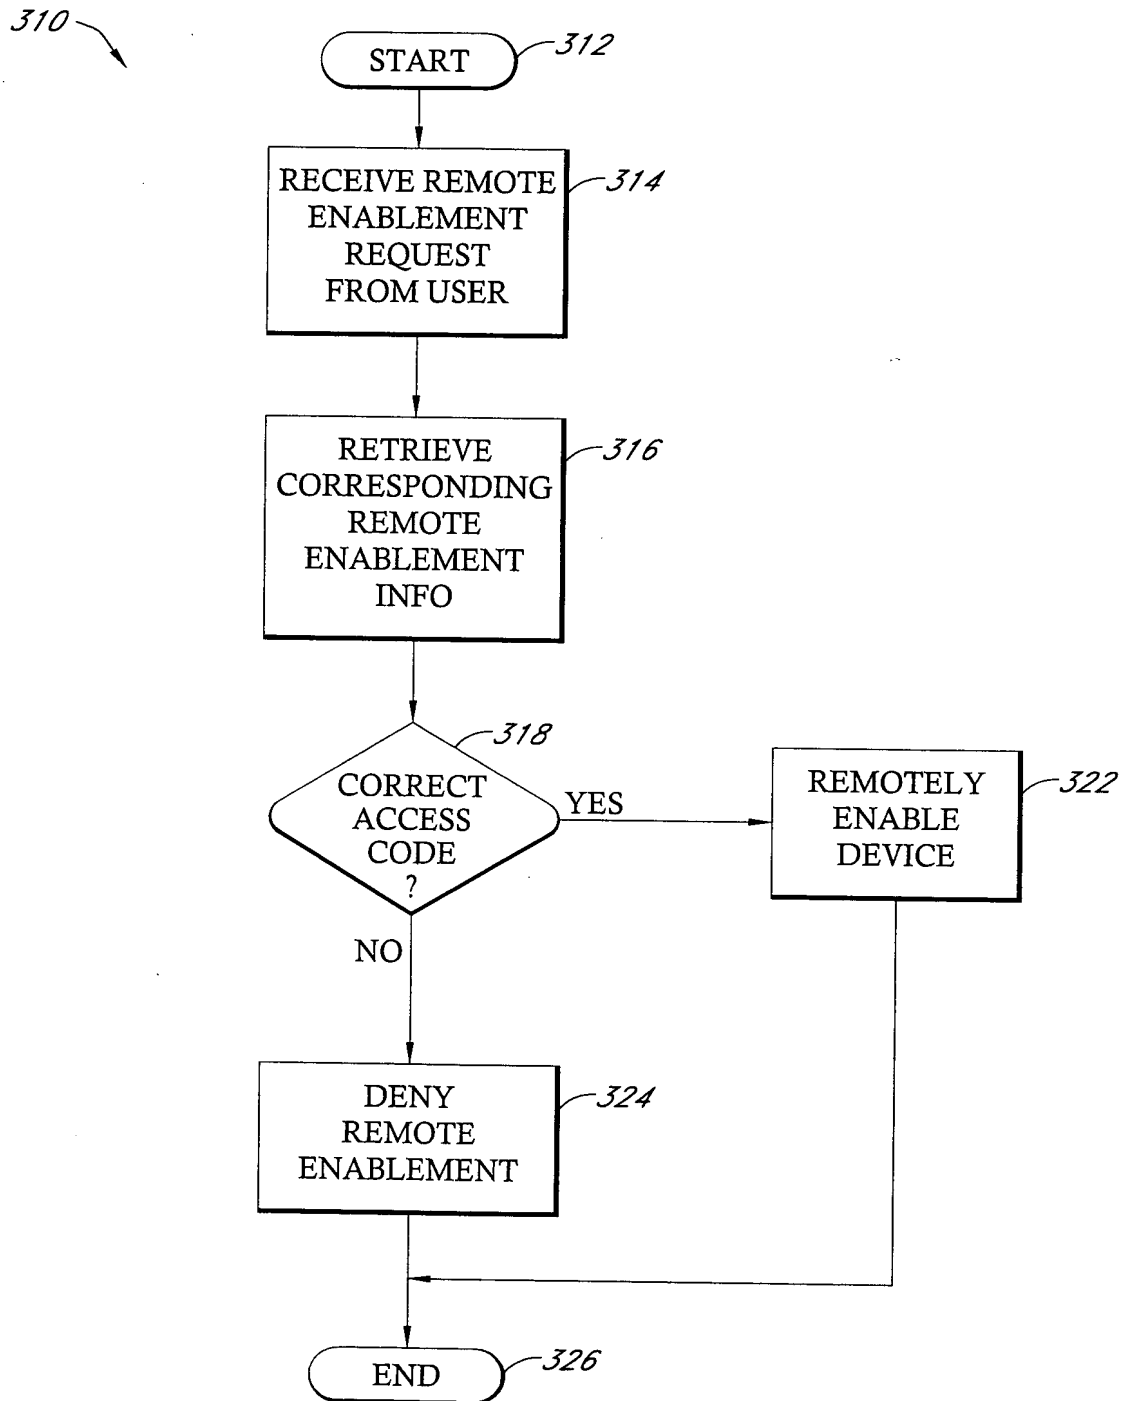 310
START
312
RECEIVE REMOTE
ENABLEMENT
REQUEST
FROM USER
314
RETRIEVE
CORRESPONDING
REMOTE
ENABLEMENT
INFO
316
CORRECT
ACCESS
CODE
?
318
YES
REMOTELY
ENABLE
DEVICE
322
NO
DENY
REMOTE
ENABLEMENT
324
END
326